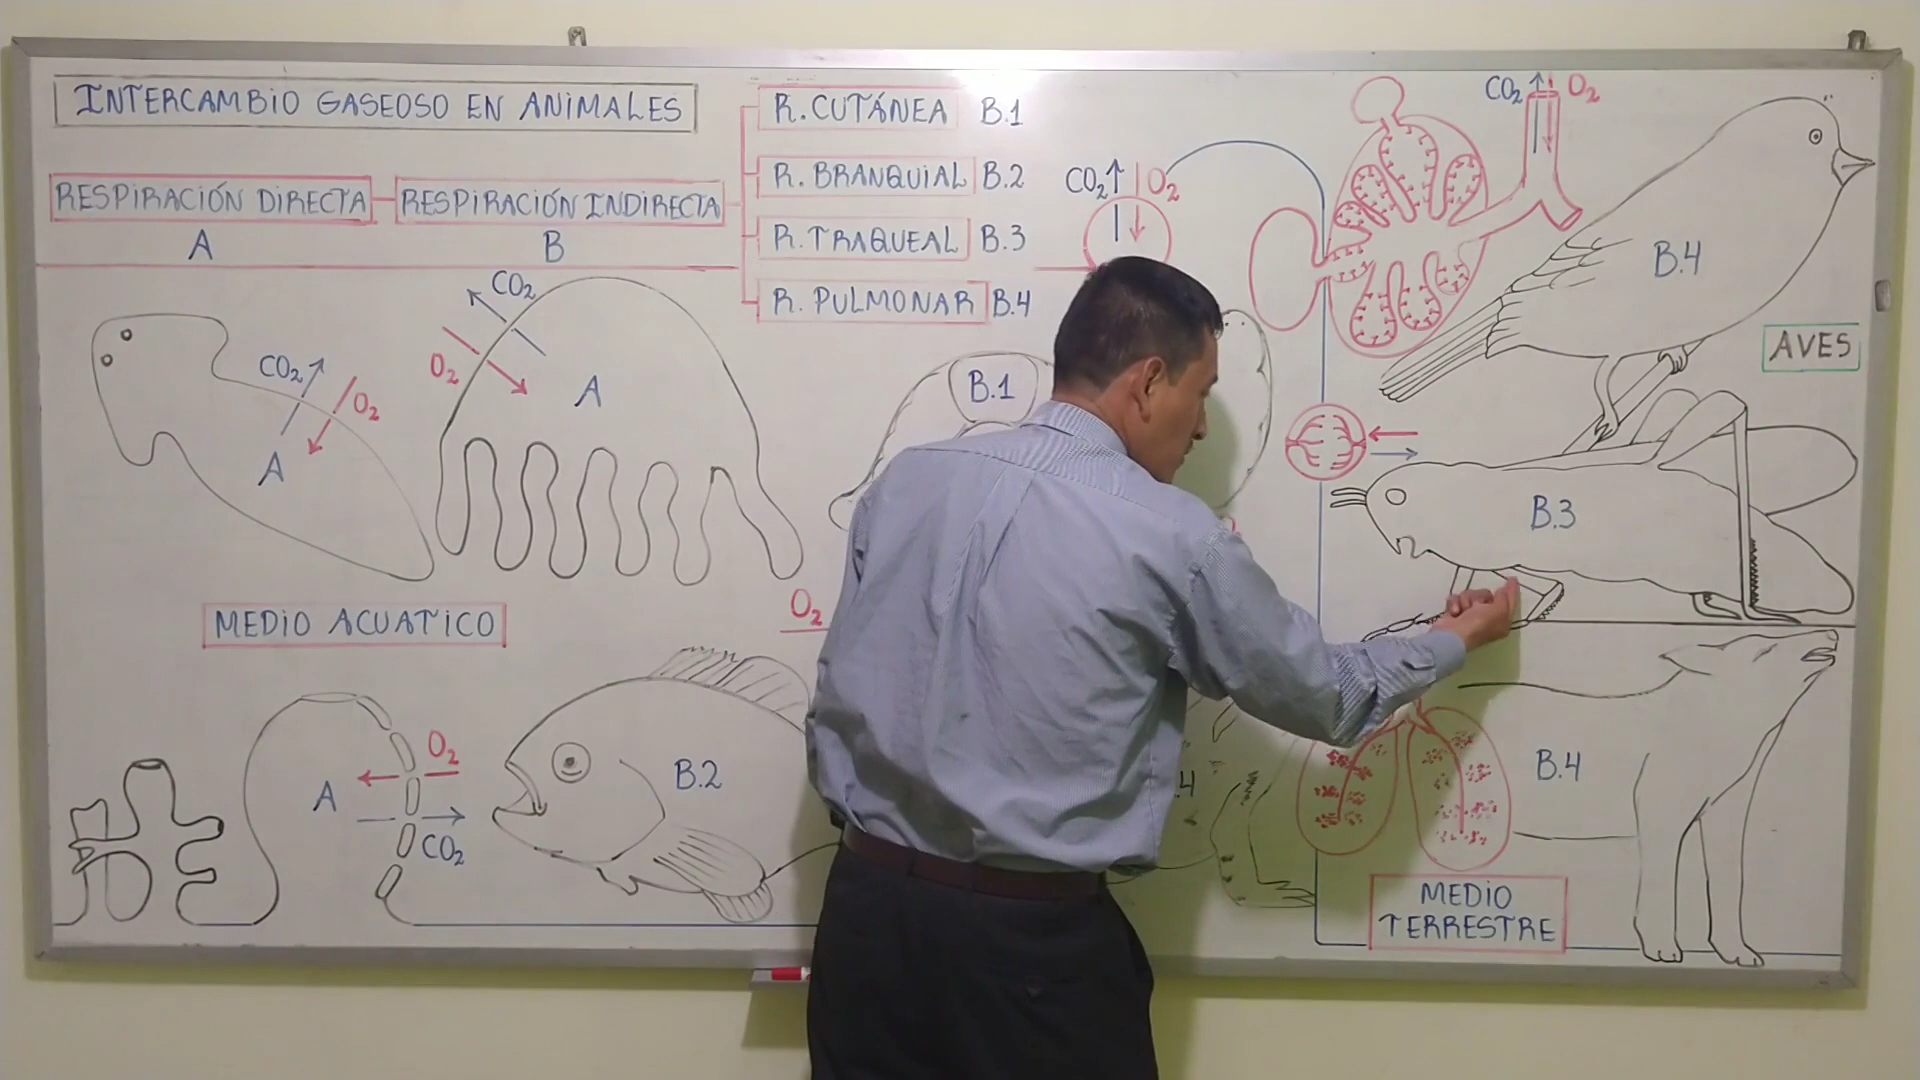 INTERCAMBIO GASEOSO EN ANIMALES
RESPIRACIÓN DIRECTA
A
RESPIRACIÓN INDIRECTA
B
R. CUTÁNEA B.1
R. BRANQUIAL B.2
R. TRAQUEAL B.3
R. PULMONAR B.4
CO2 O2
CO2 O2
B.4
AVES
CO2
O2
A
CO2
O2
A
B.1
B.3
MEDIO ACUATICO
O2
A
O2
CO2
B.2
B.4
MEDIO
TERRESTRE